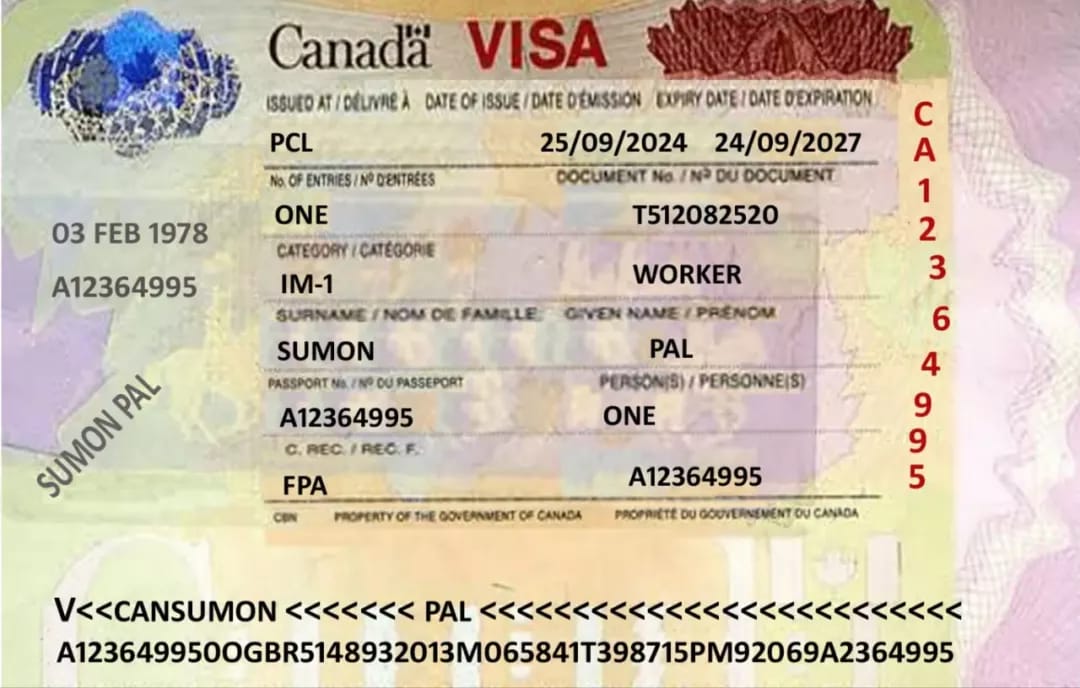 Canada VISA
ISSUED AT / DÉLIVRÉ À DATE OF ISSUE / DATE D'ÉMISSION EXPIRY DATE / DATE D'EXPIRATION
PCL 25/09/2024 24/09/2027
No. OF ENTRIES / Nº D'ENTRÉES DOCUMENT No. / Nº DU DOCUMENT
ONE T512082520
CATEGORY / CATÉGORIE
IM-1 WORKER
SURNAME / NOM DE FAMILLE GIVEN NAME / PRÉNOM
SUMON PAL
PASSPORT No. / Nº DU PASSEPORT PERSON(S) / PERSONNE(S)
A12364995 ONE
C. REC. / REC. F.
FPA A12364995
CBN PROPERTY OF THE GOVERNMENT OF CANADA PROPRIÉTÉ DU GOUVERNEMENT DU CANADA
03 FEB 1978
A12364995
SUMON PAL
CA12364995
V<<CANSUMON <<<<<<< PAL <<<<<<<<<<<<<<<<<<<<<<<<<<
A123649950OGBR5148932013M065841T398715PM92069A2364995